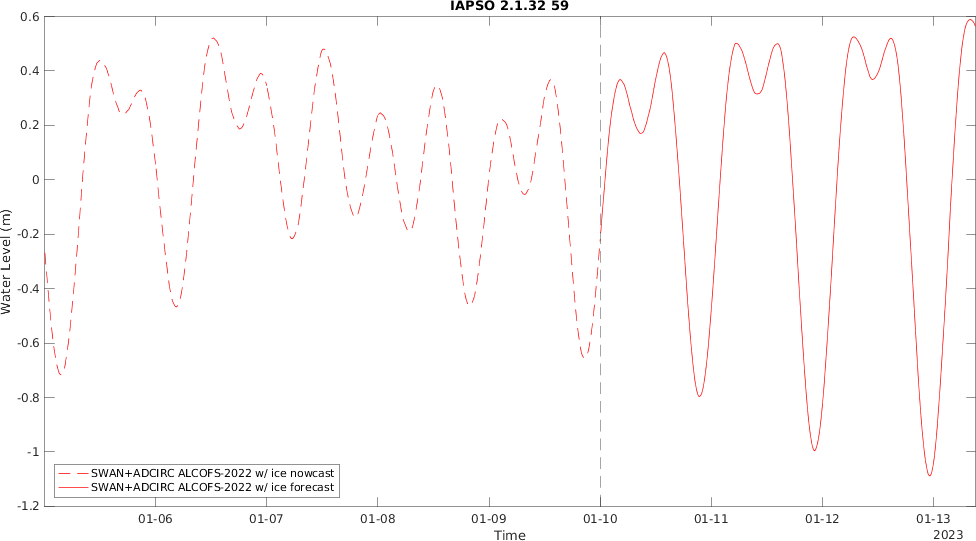 IAPSO 2.1.32 59
Water Level (m)
0.6
0.4
0.2
0
-0.2
-0.4
-0.6
-0.8
-1
-1.2
SWAN+ADCIRC ALCOFS-2022 w/ ice nowcast
SWAN+ADCIRC ALCOFS-2022 w/ ice forecast
01-06 01-07 01-08 01-09 01-10 01-11 01-12 01-13
Time
2023